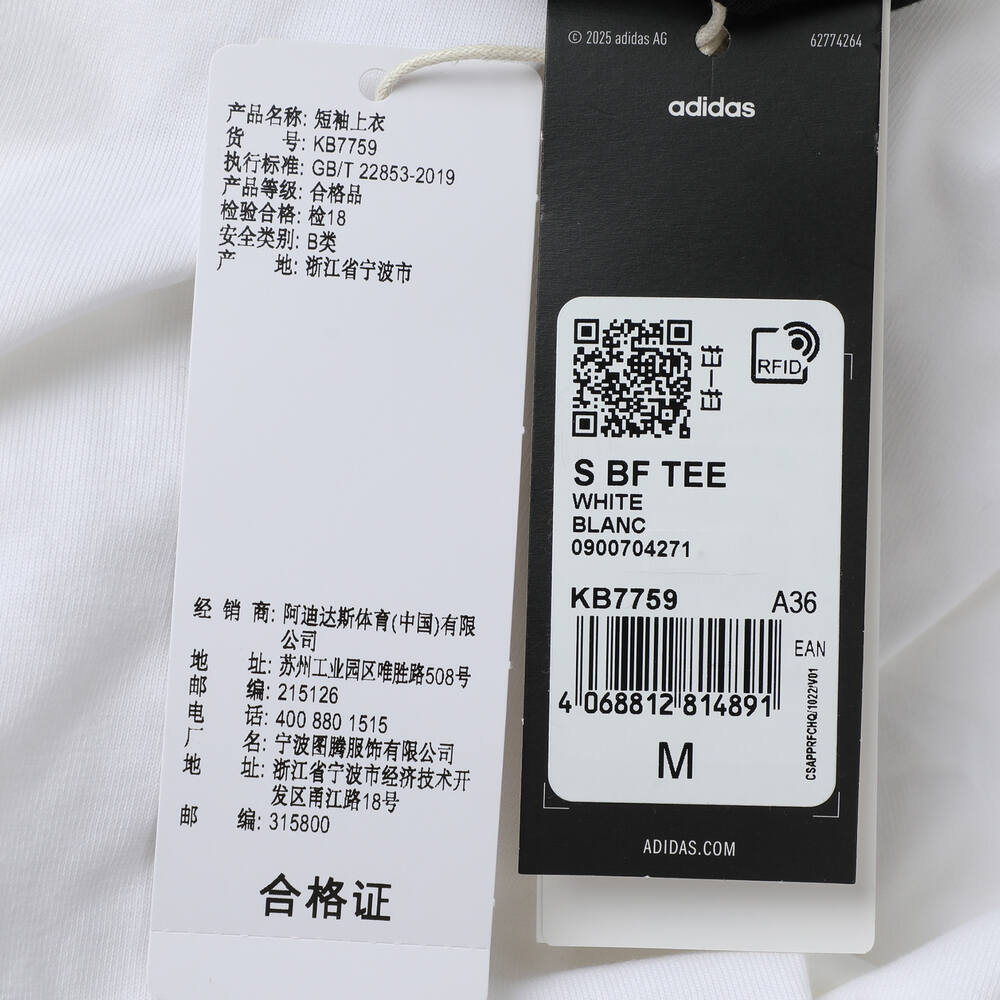 产品名称: 短袖上衣
货 号: KB7759
执行标准: GB/T 22853-2019
产品等级: 合格品
检验合格: 检18
安全类别: B类
产 地: 浙江省宁波市
经 销 商: 阿迪达斯体育(中国)有限
公司
地 址: 苏州工业园区唯胜路508号
邮 编: 215126
电 话: 400 880 1515
厂 名: 宁波图腾服饰有限公司
地 址: 浙江省宁波市经济技术开
发区甬江路18号
邮 编: 315800
合格证
© 2025 adidas AG
62774264
adidas
扫一扫
RFID
S BF TEE
WHITE
BLANC
0900704271
KB7759
A36
EAN
4 068812 814891
CSAPPRFCHQ/1022/V01
M
ADIDAS.COM